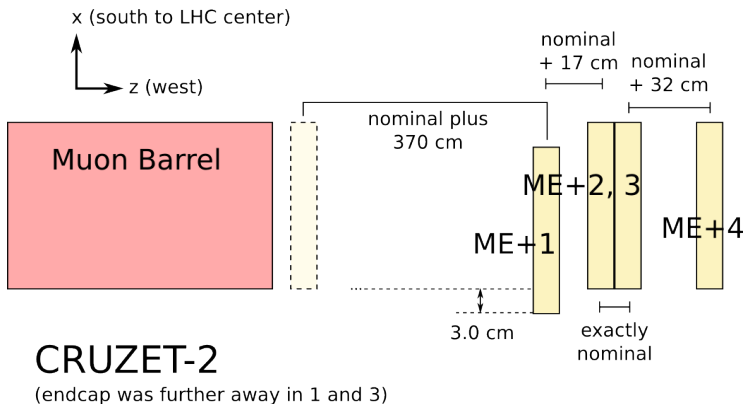 x (south to LHC center)
z (west)
nominal
+ 17 cm
nominal
+ 32 cm
nominal plus
370 cm
Muon Barrel
ME+2, 3
ME+1
ME+4
3.0 cm
exactly
nominal
CRUZET-2
(endcap was further away in 1 and 3)